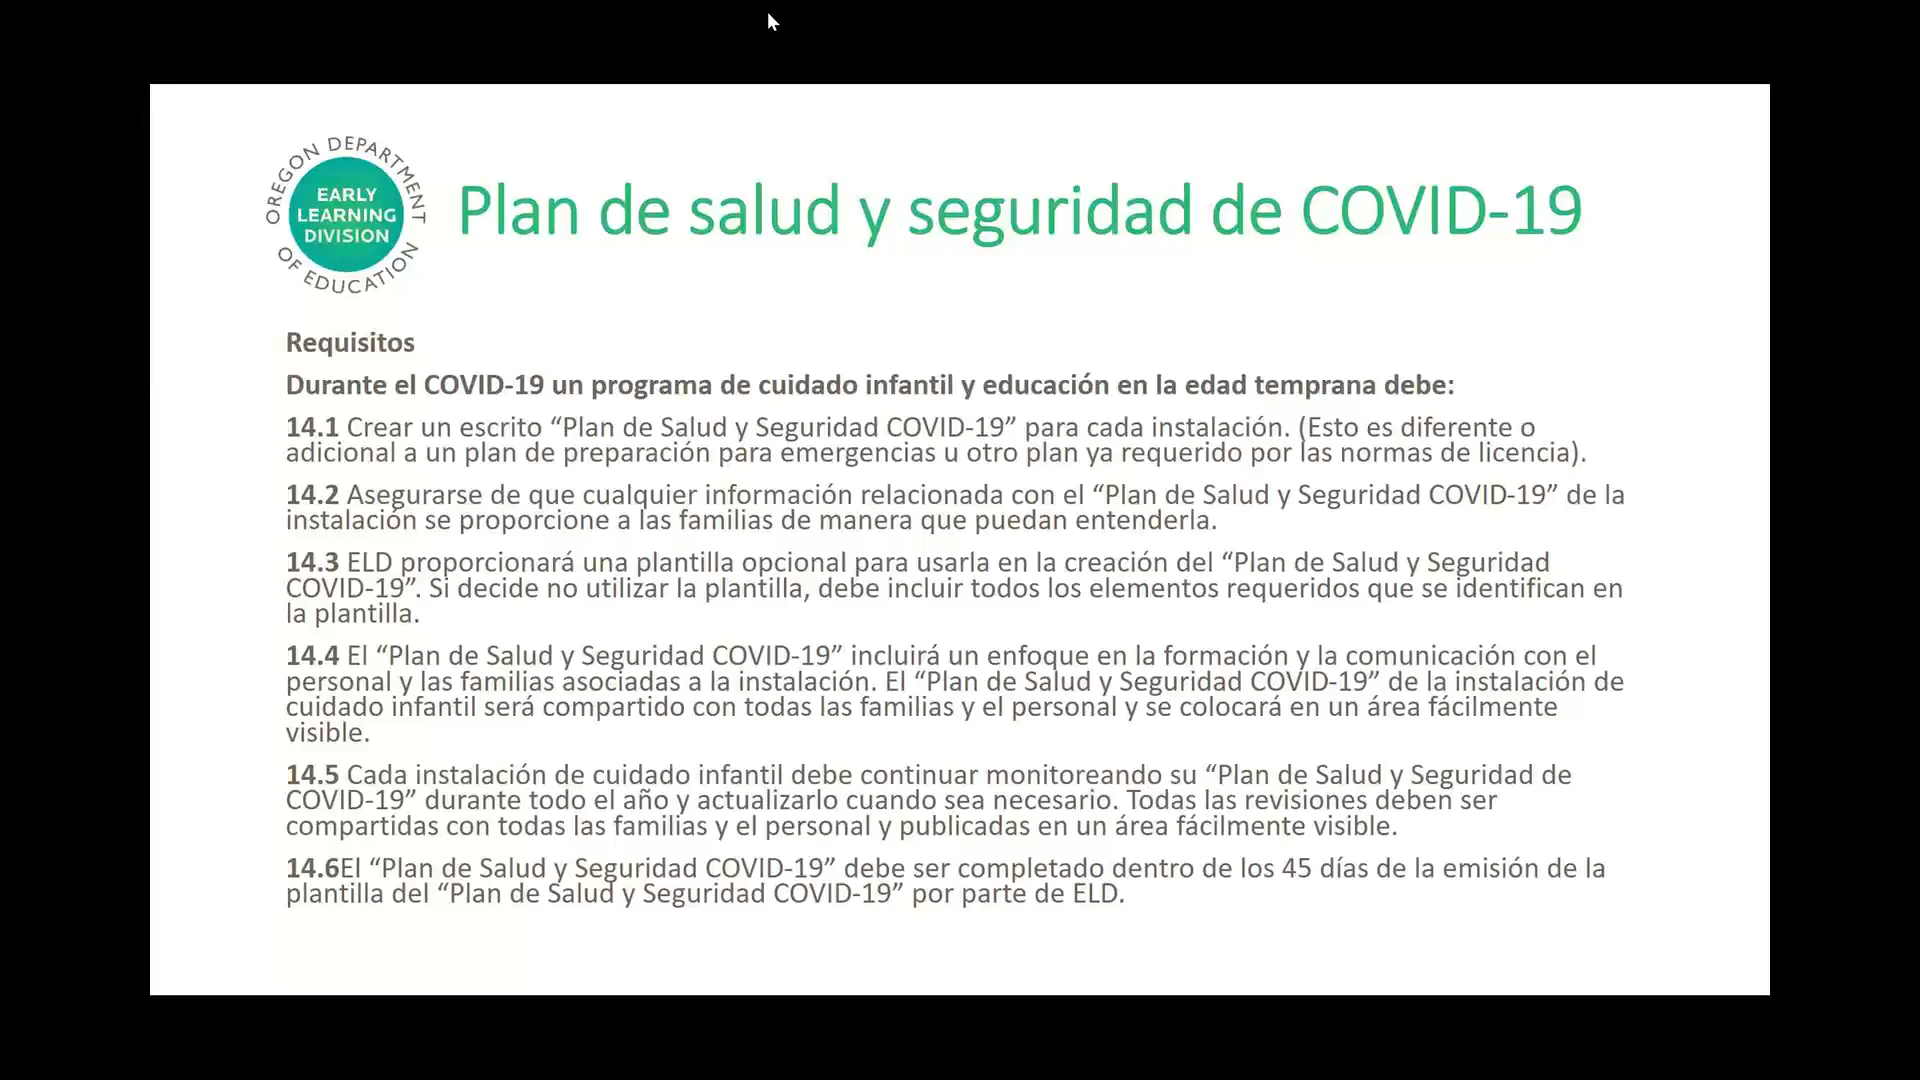 OREGON DEPARTMENT
OF EDUCATION
EARLY
LEARNING
DIVISION
Plan de salud y seguridad de COVID-19
Requisitos
Durante el COVID-19 un programa de cuidado infantil y educación en la edad temprana debe:
14.1 Crear un escrito “Plan de Salud y Seguridad COVID-19” para cada instalación. (Esto es diferente o
adicional a un plan de preparación para emergencias u otro plan ya requerido por las normas de licencia).
14.2 Asegurarse de que cualquier información relacionada con el “Plan de Salud y Seguridad COVID-19” de la
instalación se proporcione a las familias de manera que puedan entenderla.
14.3 ELD proporcionará una plantilla opcional para usarla en la creación del “Plan de Salud y Seguridad
COVID-19”. Si decide no utilizar la plantilla, debe incluir todos los elementos requeridos que se identifican en
la plantilla.
14.4 El “Plan de Salud y Seguridad COVID-19” incluirá un enfoque en la formación y la comunicación con el
personal y las familias asociadas a la instalación. El “Plan de Salud y Seguridad COVID-19” de la instalación de
cuidado infantil será compartido con todas las familias y el personal y se colocará en un área fácilmente
visible.
14.5 Cada instalación de cuidado infantil debe continuar monitoreando su “Plan de Salud y Seguridad de
COVID-19” durante todo el año y actualizarlo cuando sea necesario. Todas las revisiones deben ser
compartidas con todas las familias y el personal y publicadas en un área fácilmente visible.
14.6El “Plan de Salud y Seguridad COVID-19” debe ser completado dentro de los 45 días de la emisión de la
plantilla del “Plan de Salud y Seguridad COVID-19” por parte de ELD.